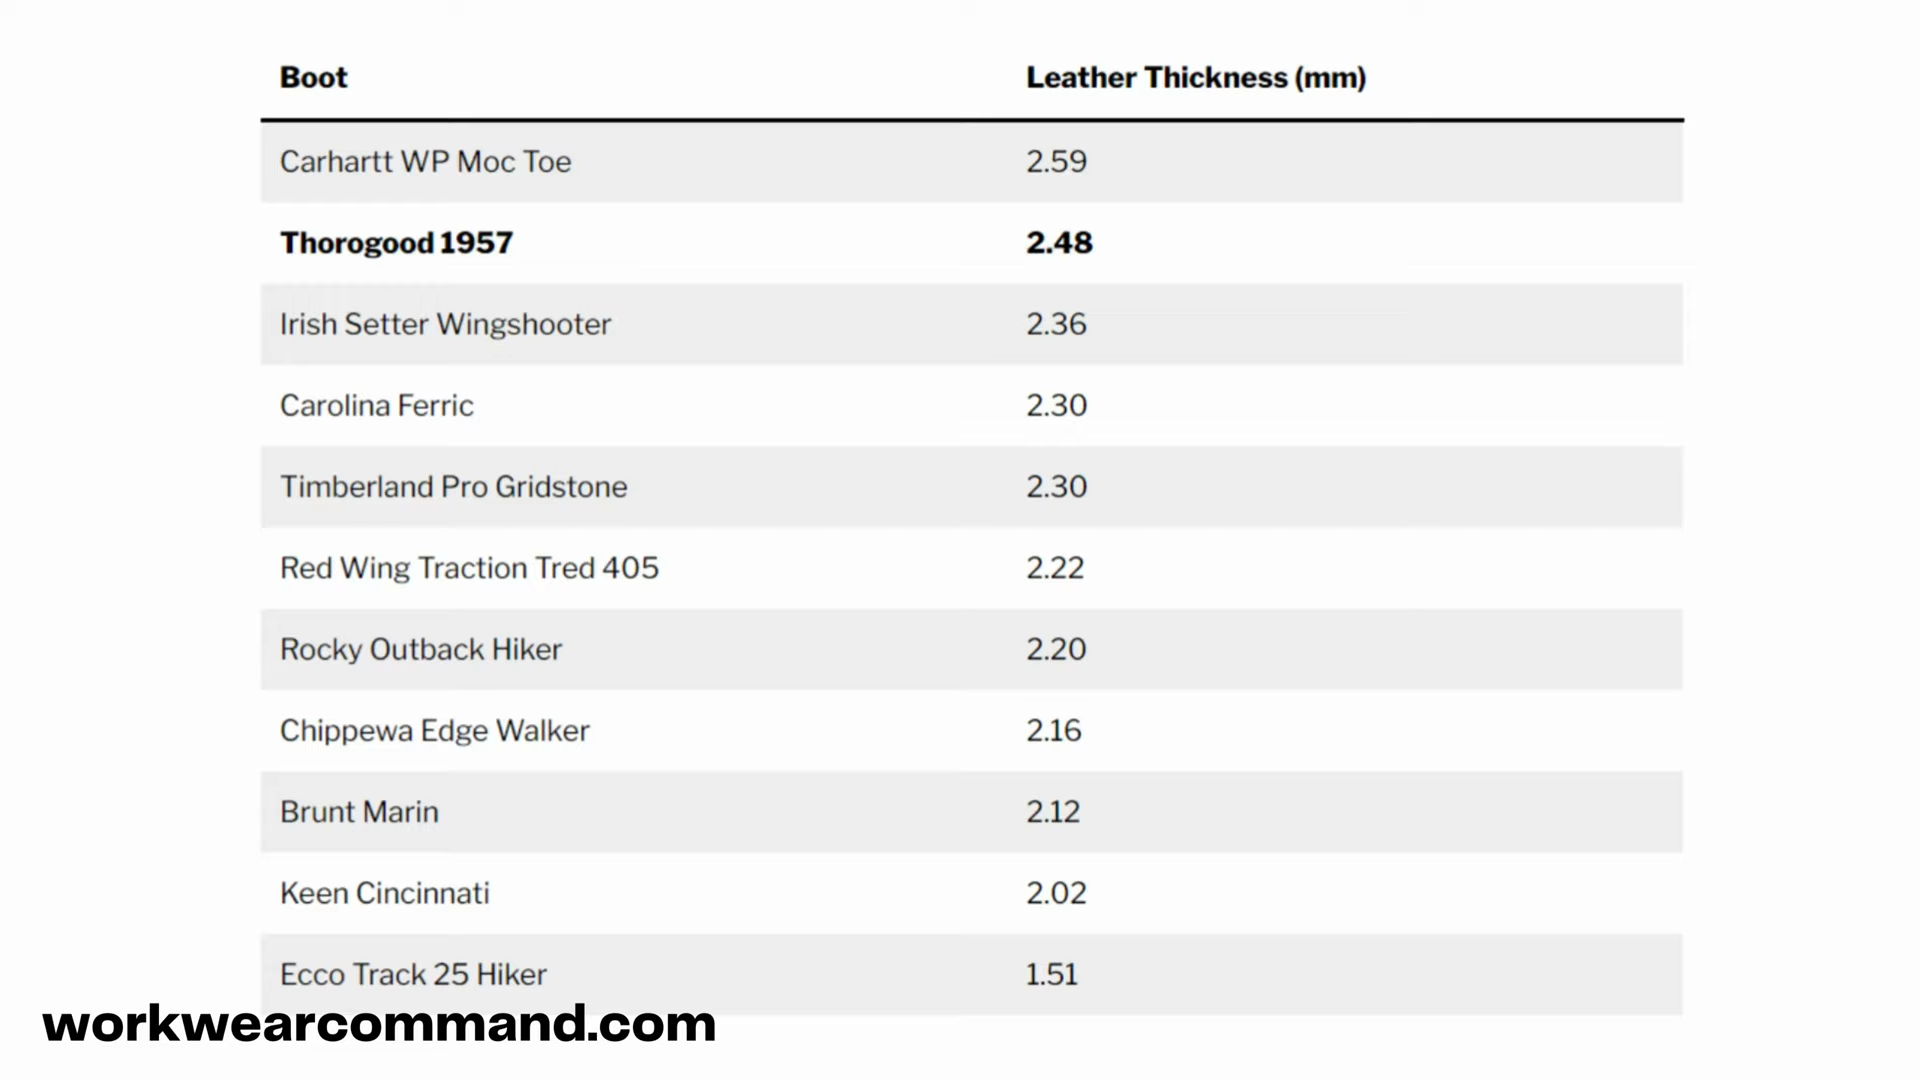 Boot Leather Thickness (mm)
Carhartt WP Moc Toe 2.59
Thorogood 1957 2.48
Irish Setter Wingshooter 2.36
Carolina Ferric 2.30
Timberland Pro Gridstone 2.30
Red Wing Traction Tred 405 2.22
Rocky Outback Hiker 2.20
Chippewa Edge Walker 2.16
Brunt Marin 2.12
Keen Cincinnati 2.02
Ecco Track 25 Hiker 1.51
workwearcommand.com